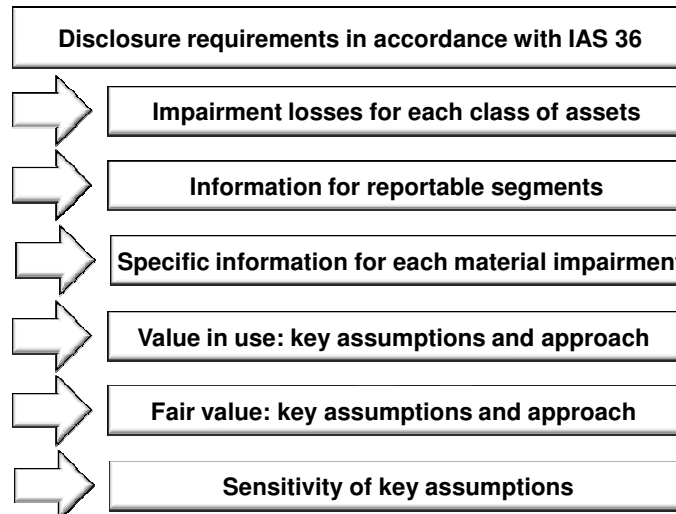 Disclosure requirements in accordance with IAS 36
Impairment losses for each class of assets
Information for reportable segments
Specific information for each material impairment
Value in use: key assumptions and approach
Fair value: key assumptions and approach
Sensitivity of key assumptions